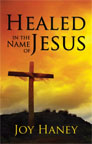 HEALED
IN THE
NAME
OF
JESUS
JOY HANEY